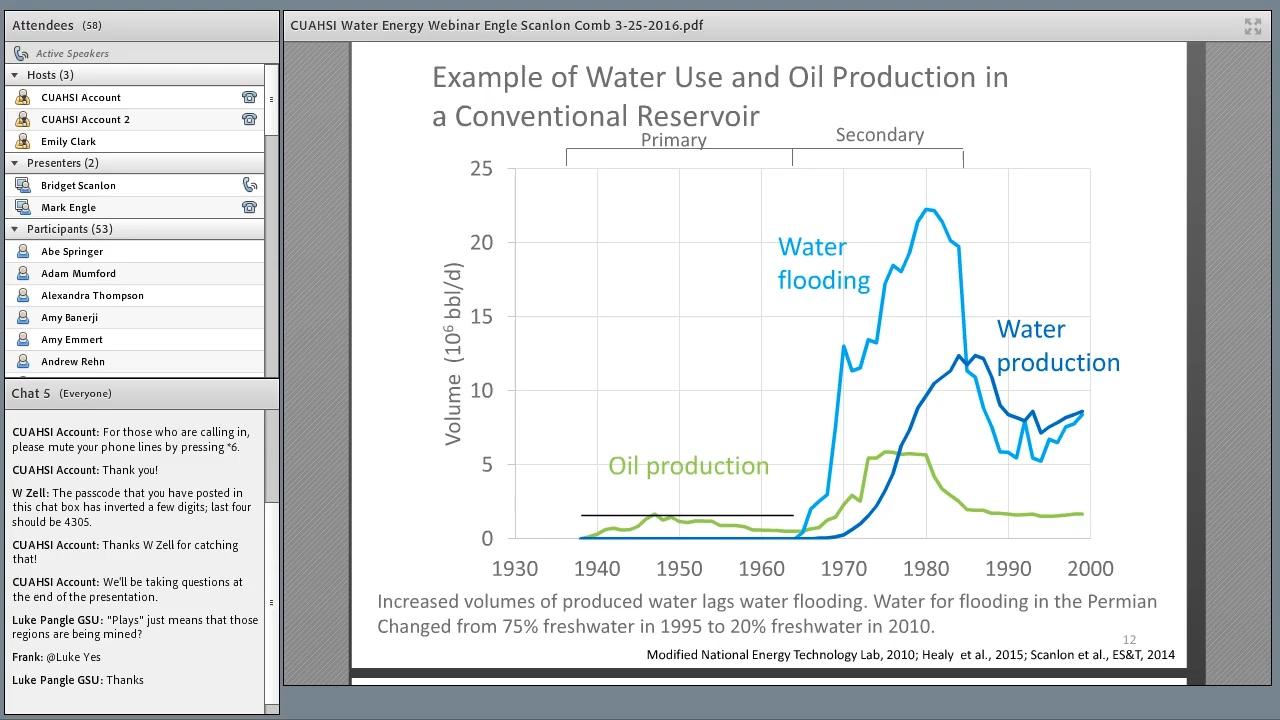 Attendees (58)
Active Speakers
Hosts (3)
CUAHSI Account
CUAHSI Account 2
Emily Clark
Presenters (2)
Bridget Scanlon
Mark Engle
Participants (53)
Abe Springer
Adam Mumford
Alexandra Thompson
Amy Banerji
Amy Emmert
Andrew Rehn
Chat 5 (Everyone)
CUAHSI Account: For those who are calling in,
please mute your phone lines by pressing *6.
CUAHSI Account: Thank you!
W Zell: The passcode that you have posted in
this chat box has inverted a few digits; last four
should be 4305.
CUAHSI Account: Thanks W Zell for catching
that!
CUAHSI Account: We'll be taking questions at
the end of the presentation.
Luke Pangle GSU: "Plays" just means that those
regions are being mined?
Frank: @Luke Yes
Luke Pangle GSU: Thanks
CUAHSI Water Energy Webinar Engle Scanlon Comb 3-25-2016.pdf
Example of Water Use and Oil Production in
a Conventional Reservoir
Primary
Secondary
25
20
15
10
5
0
Volume (10⁶ bbl/d)
Water
flooding
Water
production
Oil production
1930 1940 1950 1960 1970 1980 1990 2000
Increased volumes of produced water lags water flooding. Water for flooding in the Permian
Changed from 75% freshwater in 1995 to 20% freshwater in 2010.
12
Modified National Energy Technology Lab, 2010; Healy et al., 2015; Scanlon et al., ES&T, 2014